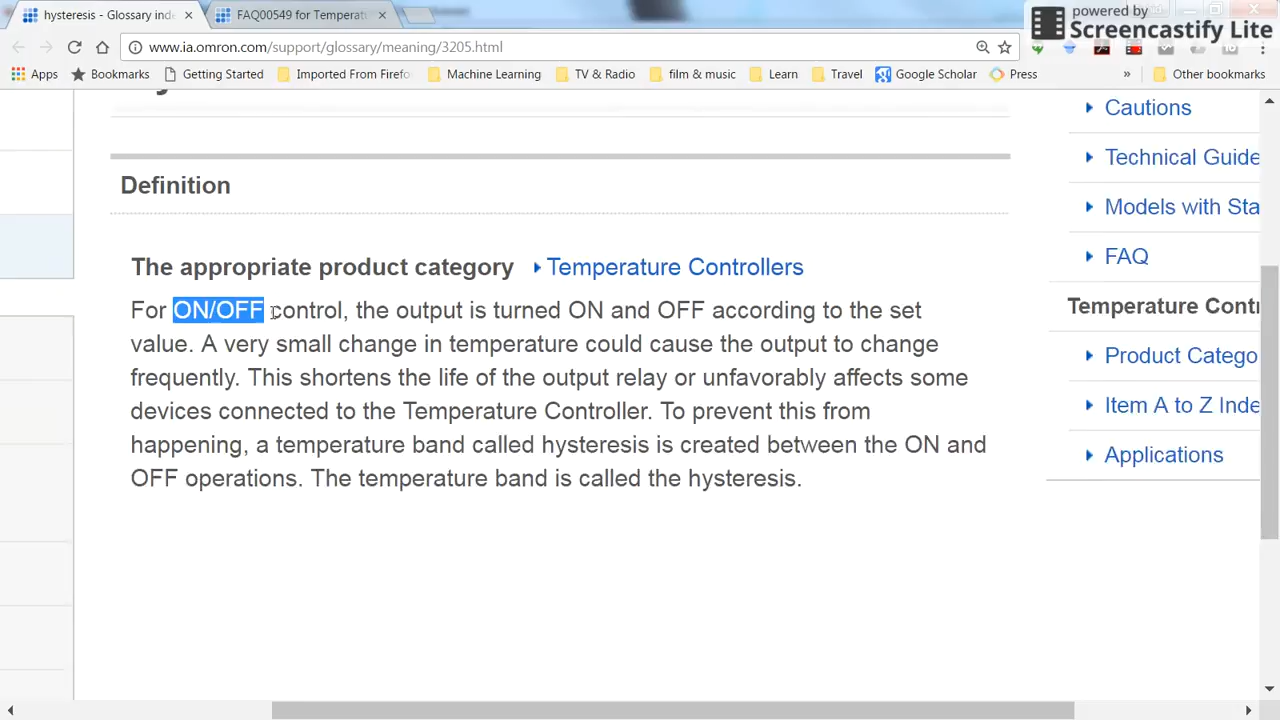 hysteresis - Glossary inde
FAQ00549 for Temperat
powered by
Screencastify Lite
www.ia.omron.com/support/glossary/meaning/3205.html
Apps
Bookmarks
Getting Started
Imported From Firefo
Machine Learning
TV & Radio
film & music
Learn
Travel
Google Scholar
Press
»
Other bookmarks
Cautions
Technical Guide
Models with Sta
FAQ
Temperature Contr
Product Catego
Item A to Z Inde
Applications
Definition
The appropriate product category Temperature Controllers
For ON/OFF control, the output is turned ON and OFF according to the set
value. A very small change in temperature could cause the output to change
frequently. This shortens the life of the output relay or unfavorably affects some
devices connected to the Temperature Controller. To prevent this from
happening, a temperature band called hysteresis is created between the ON and
OFF operations. The temperature band is called the hysteresis.